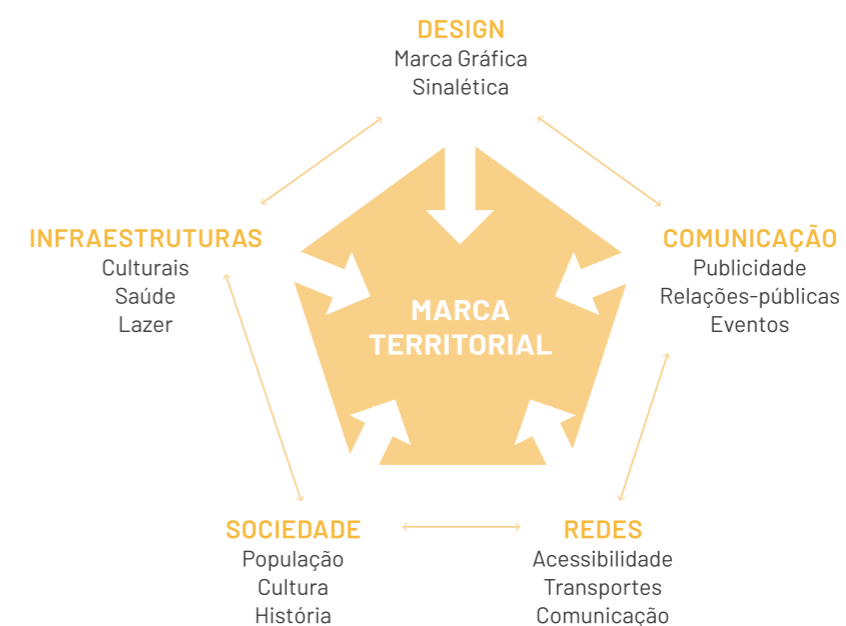 DESIGN
Marca Gráfica
Sinalética
INFRAESTRUTURAS
Culturais
Saúde
Lazer
COMUNICAÇÃO
Publicidade
Relações-públicas
Eventos
MARCA
TERRITORIAL
SOCIEDADE
População
Cultura
História
REDES
Acessibilidade
Transportes
Comunicação